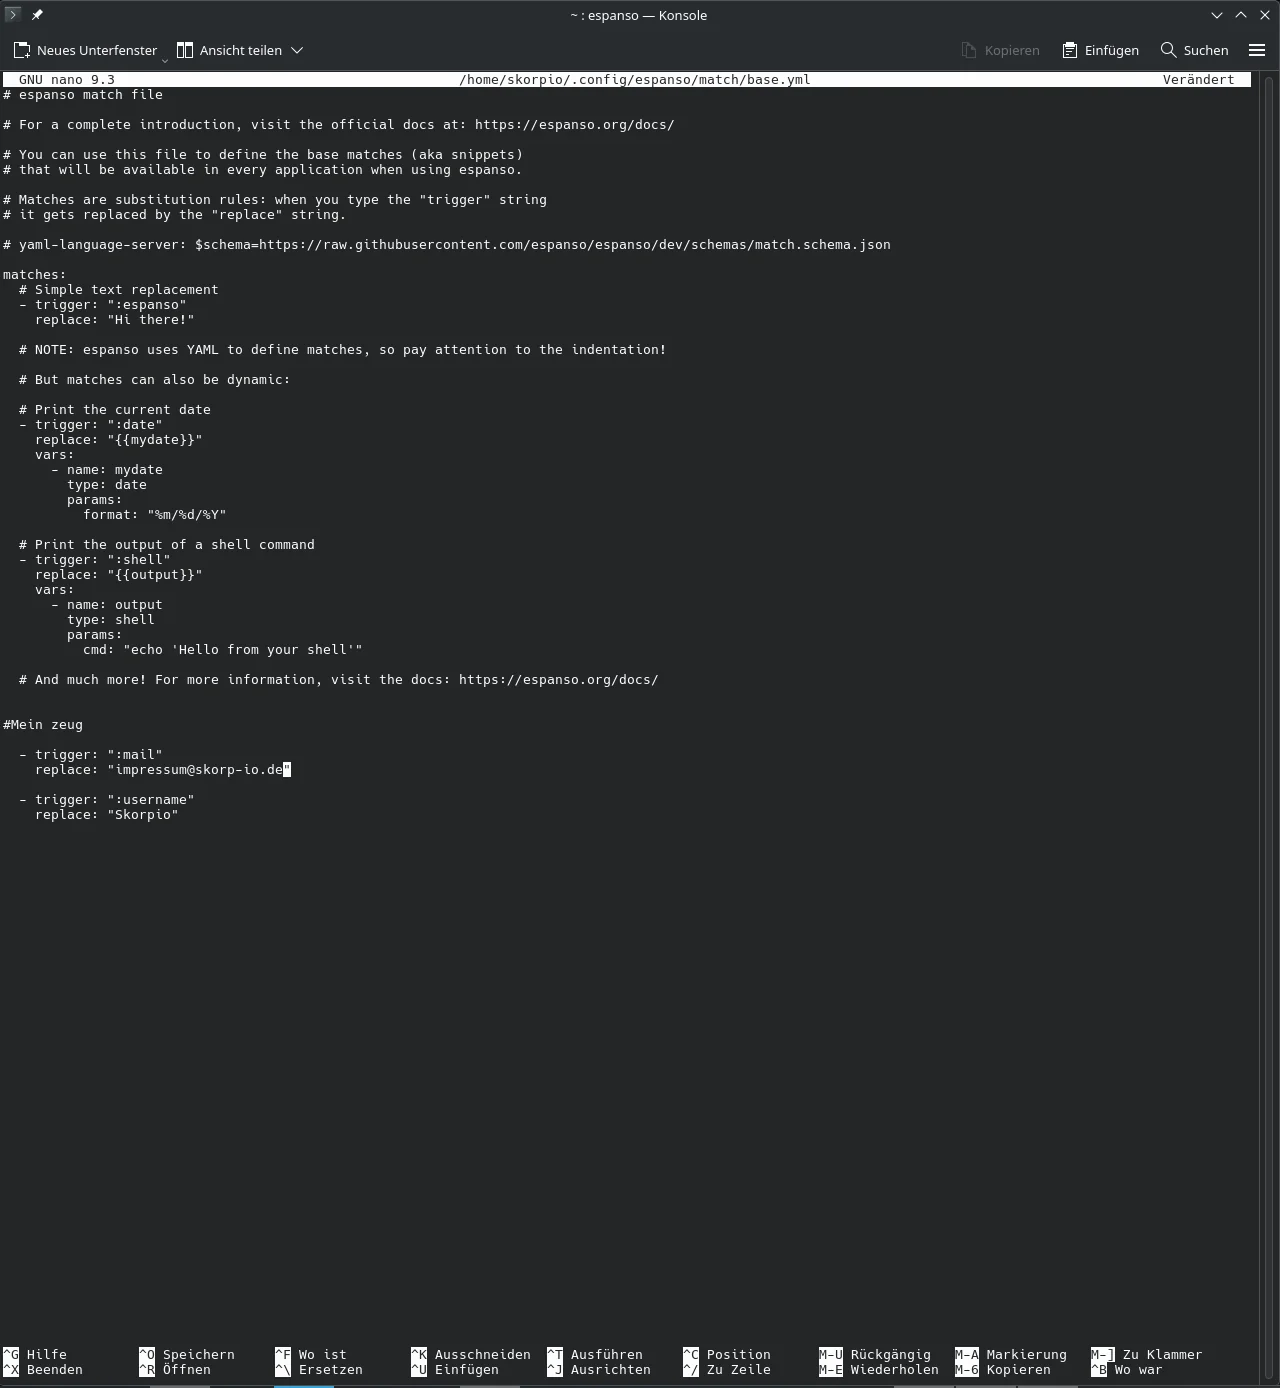 ~ : espanso — Konsole
Neues Unterfenster Ansicht teilen Kopieren Einfügen Suchen
GNU nano 9.3 /home/skorpio/.config/espanso/match/base.yml Verändert
# espanso match file
# For a complete introduction, visit the official docs at: https://espanso.org/docs/
# You can use this file to define the base matches (aka snippets)
# that will be available in every application when using espanso.
# Matches are substitution rules: when you type the "trigger" string
# it gets replaced by the "replace" string.
# yaml-language-server: $schema=https://raw.githubusercontent.com/espanso/espanso/dev/schemas/match.schema.json
matches:
  # Simple text replacement
  - trigger: ":espanso"
    replace: "Hi there!"
  # NOTE: espanso uses YAML to define matches, so pay attention to the indentation!
  # But matches can also be dynamic:
  # Print the current date
  - trigger: ":date"
    replace: "{{mydate}}"
    vars:
      - name: mydate
        type: date
        params:
          format: "%m/%d/%Y"
  # Print the output of a shell command
  - trigger: ":shell"
    replace: "{{output}}"
    vars:
      - name: output
        type: shell
        params:
          cmd: "echo 'Hello from your shell'"
  # And much more! For more information, visit the docs: https://espanso.org/docs/
#Mein zeug
  - trigger: ":mail"
    replace: "impressum@skorp-io.de"
  - trigger: ":username"
    replace: "Skorpio"
^G Hilfe ^O Speichern ^F Wo ist ^K Ausschneiden ^T Ausführen ^C Position M-U Rückgängig M-A Markierung M-] Zu Klammer
^X Beenden ^R Öffnen ^\ Ersetzen ^U Einfügen ^J Ausrichten ^/ Zu Zeile M-E Wiederholen M-6 Kopieren ^B Wo war